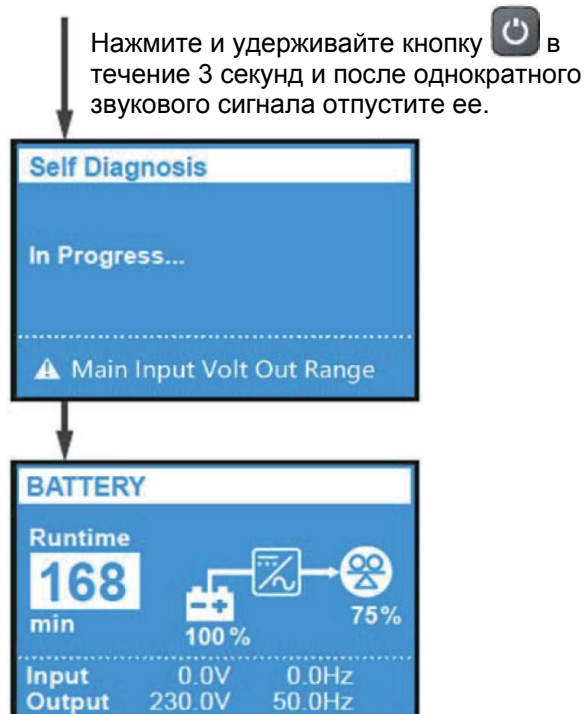 Нажмите и удерживайте кнопку в
течение 3 секунд и после однократного
звукового сигнала отпустите ее.
Self Diagnosis
In Progress...
Main Input Volt Out Range
BATTERY
Runtime
168
min
100%
75%
Input 0.0V 0.0Hz
Output 230.0V 50.0Hz